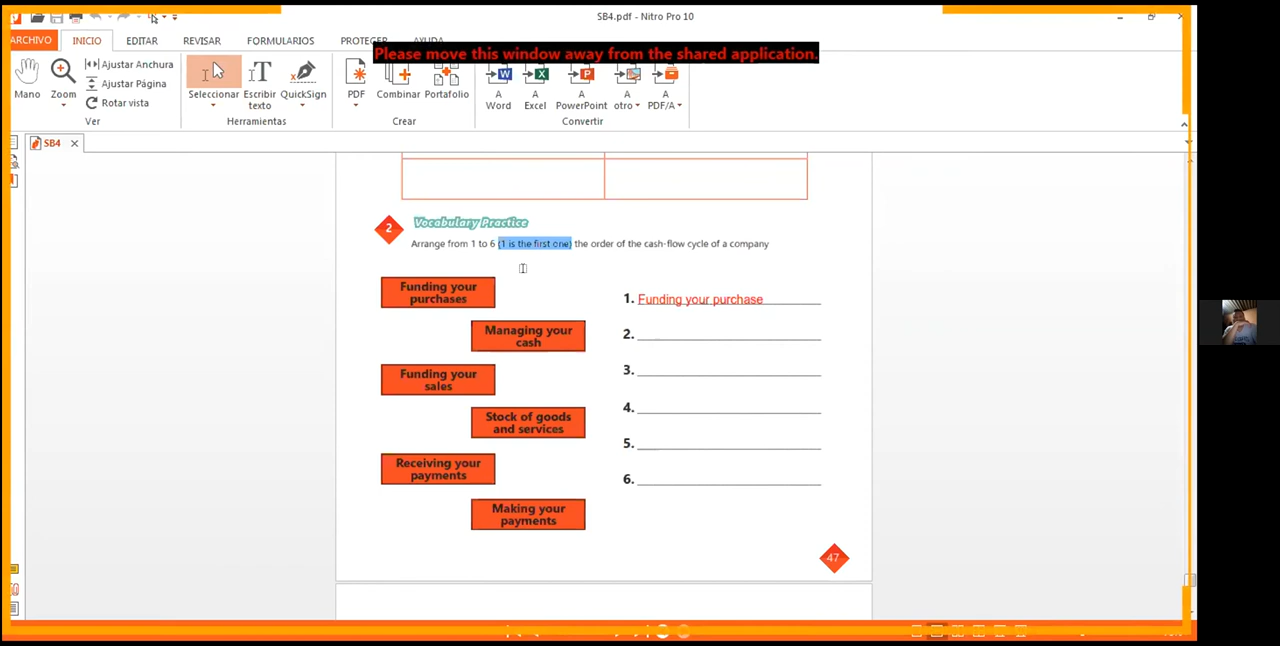 SB4.pdf - Nitro Pro 10
ARCHIVO
INICIO
EDITAR
REVISAR
FORMULARIOS
PROTEGER
AYUDA
Please move this window away from the shared application.
Mano
Zoom
Ajustar Anchura
Ajustar Página
Rotar vista
Ver
Seleccionar
Escribir
texto
QuickSign
Herramientas
PDF
Combinar
Portafolio
Crear
A
Word
A
Excel
A
PowerPoint
A
otro
A
PDF/A
Convertir
SB4
2
Vocabulary Practice
Arrange from 1 to 6 (1 is the first one) the order of the cash-flow cycle of a company
Funding your
purchases
Managing your
cash
Funding your
sales
Stock of goods
and services
Receiving your
payments
Making your
payments
1. Funding your purchase
2.
3.
4.
5.
6.
47